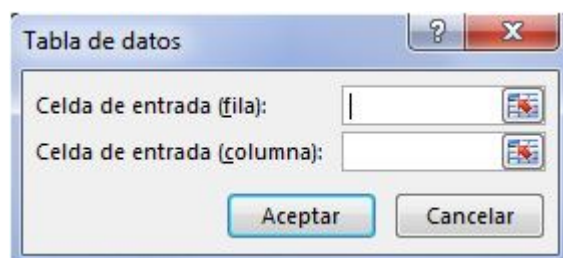 Tabla de datos
?
X
Celda de entrada (fila):
Celda de entrada (columna):
Aceptar
Cancelar